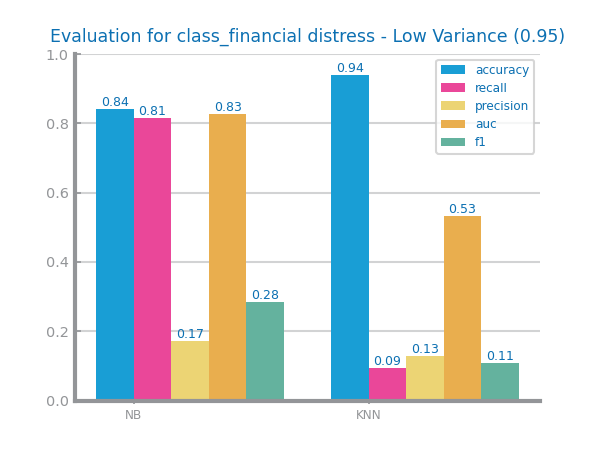 Evaluation for class_financial distress - Low Variance (0.95)
1.0
0.8
0.6
0.4
0.2
0.0
0.84
0.81
0.17
0.83
0.28
0.94
0.09
0.13
0.53
0.11
accuracy
recall
precision
auc
f1
NB
KNN